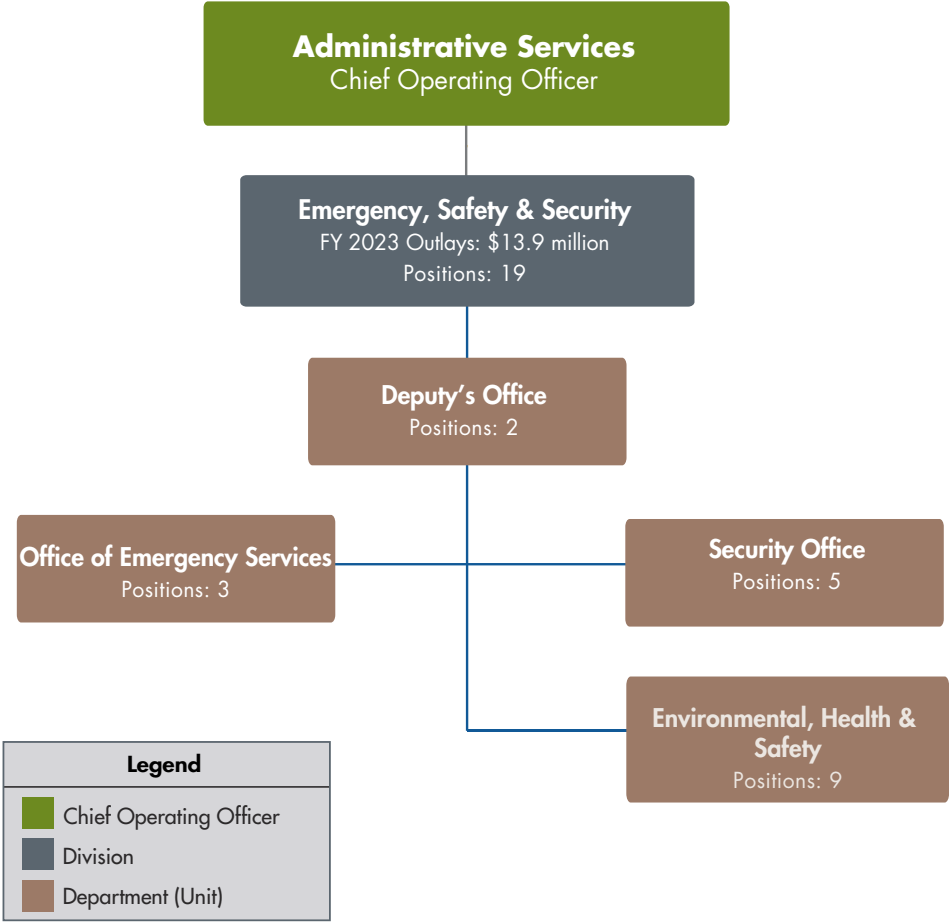 Administrative Services
Chief Operating Officer
Emergency, Safety & Security
FY 2023 Outlays: $13.9 million
Positions: 19
Deputy’s Office
Positions: 2
Office of Emergency Services
Positions: 3
Security Office
Positions: 5
Environmental, Health &
Safety
Positions: 9
Legend
Chief Operating Officer
Division
Department (Unit)